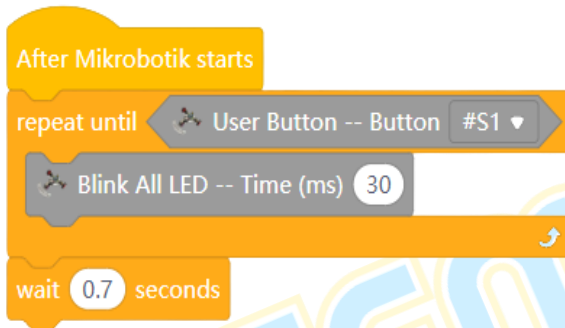 After Mikrobotik starts
repeat until User Button -- Button #S1
Blink All LED -- Time (ms) 30
wait 0.7 seconds